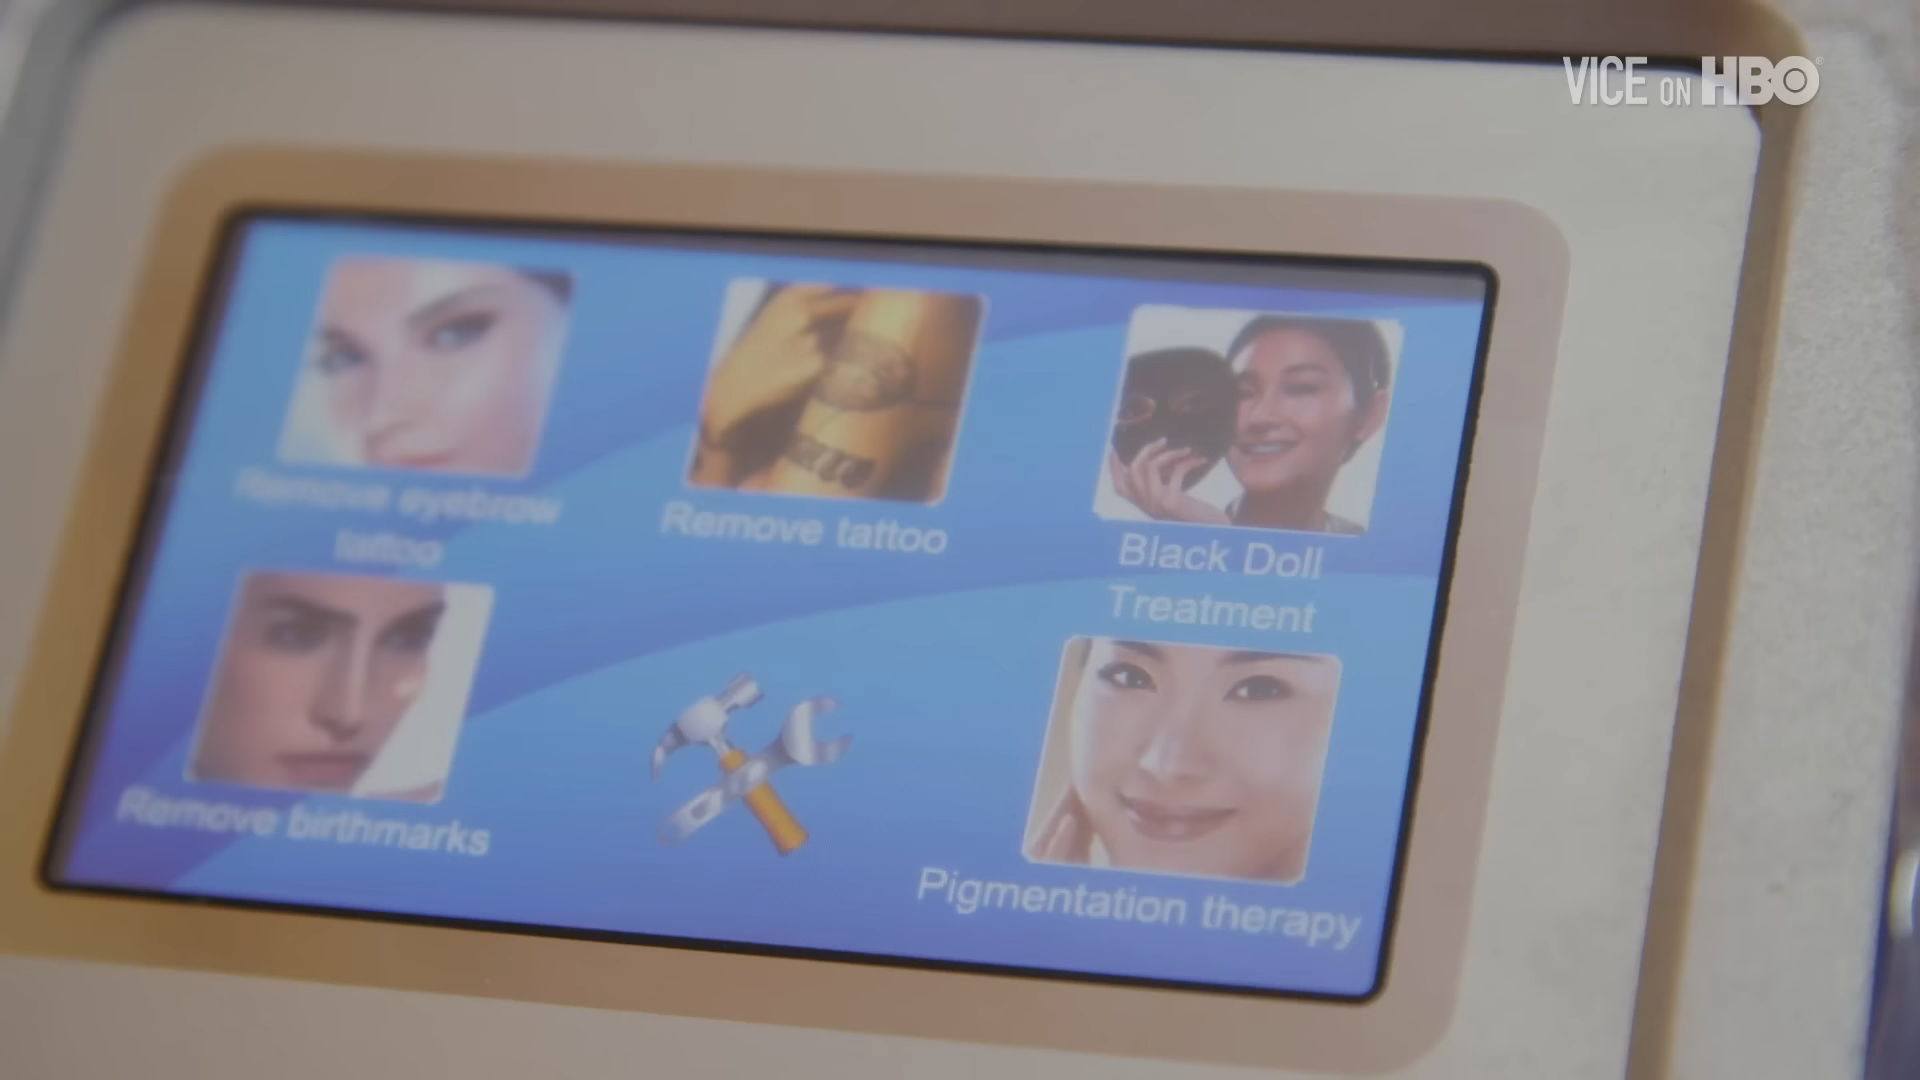 VICE ON HBO
Remove eyebrow
tattoo
Remove tattoo
Black Doll
Treatment
Remove birthmarks
Pigmentation therapy